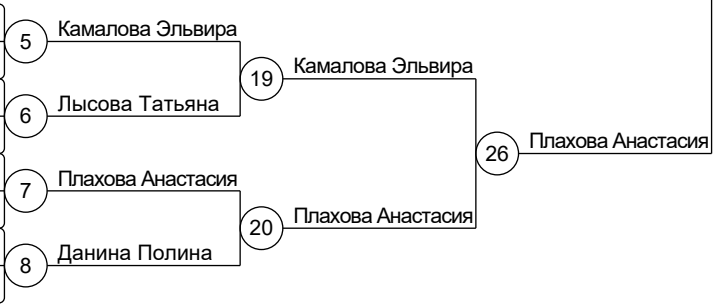 Камалова Эльвира
5
19
Камалова Эльвира
6
Лысова Татьяна
26
Плахова Анастасия
7
Плахова Анастасия
20
Плахова Анастасия
8
Данина Полина